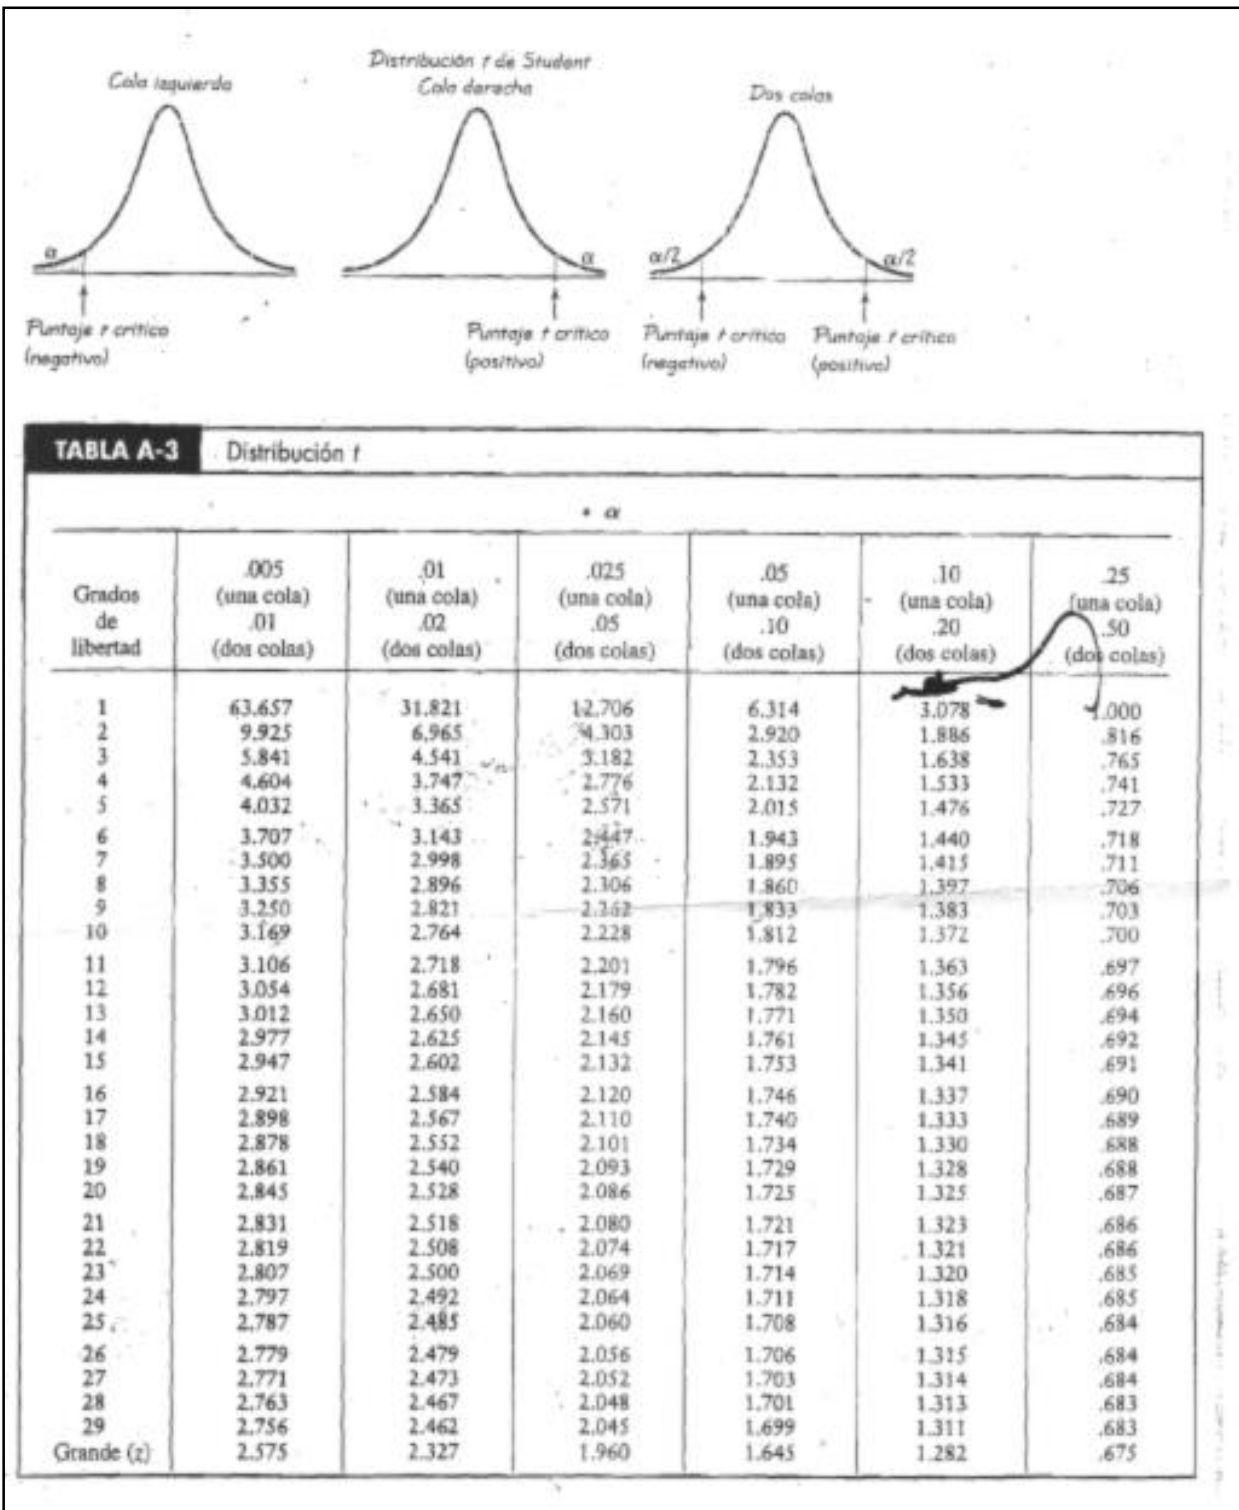 Distribución t de Student
Cola izquierda Cola derecha Dos colas
α α α/2 α/2
Puntaje t crítico Puntaje t crítico Puntaje t crítico Puntaje t crítico
(negativo) (positivo) (negativo) (positivo)
TABLA A-3 Distribución t
α
.005 .01 .025 .05 .10 .25
Grados (una cola) (una cola) (una cola) (una cola) (una cola) (una cola)
de .01 .02 .05 .10 .20 .50
libertad (dos colas) (dos colas) (dos colas) (dos colas) (dos colas) (dos colas)
1 63.657 31.821 12.706 6.314 3.078 1.000
2 9.925 6.965 4.303 2.920 1.886 .816
3 5.841 4.541 3.182 2.353 1.638 .765
4 4.604 3.747 2.776 2.132 1.533 .741
5 4.032 3.365 2.571 2.015 1.476 .727
6 3.707 3.143 2.447 1.943 1.440 .718
7 3.500 2.998 2.365 1.895 1.415 .711
8 3.355 2.896 2.306 1.860 1.397 .706
9 3.250 2.821 2.262 1.833 1.383 .703
10 3.169 2.764 2.228 1.812 1.372 .700
11 3.106 2.718 2.201 1.796 1.363 .697
12 3.054 2.681 2.179 1.782 1.356 .696
13 3.012 2.650 2.160 1.771 1.350 .694
14 2.977 2.625 2.145 1.761 1.345 .692
15 2.947 2.602 2.132 1.753 1.341 .691
16 2.921 2.584 2.120 1.746 1.337 .690
17 2.898 2.567 2.110 1.740 1.333 .689
18 2.878 2.552 2.101 1.734 1.330 .688
19 2.861 2.540 2.093 1.729 1.328 .688
20 2.845 2.528 2.086 1.725 1.325 .687
21 2.831 2.518 2.080 1.721 1.323 .686
22 2.819 2.508 2.074 1.717 1.321 .686
23 2.807 2.500 2.069 1.714 1.320 .685
24 2.797 2.492 2.064 1.711 1.318 .685
25 2.787 2.485 2.060 1.708 1.316 .684
26 2.779 2.479 2.056 1.706 1.315 .684
27 2.771 2.473 2.052 1.703 1.314 .684
28 2.763 2.467 2.048 1.701 1.313 .683
29 2.756 2.462 2.045 1.699 1.311 .683
Grande (z) 2.575 2.327 1.960 1.645 1.282 .675